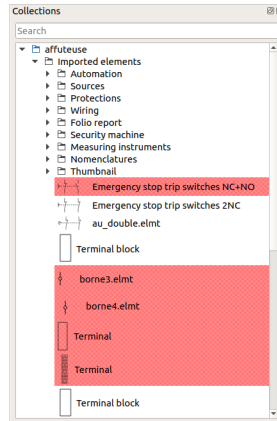 Collections
Search
affuteuse
Imported elements
Automation
Sources
Protections
Wiring
Folio report
Security machine
Measuring instruments
Nomenclatures
Thumbnail
Emergency stop trip switches NC+NO
Emergency stop trip switches 2NC
au_double.elmt
Terminal block
borne3.elmt
borne4.elmt
Terminal
Terminal
Terminal block